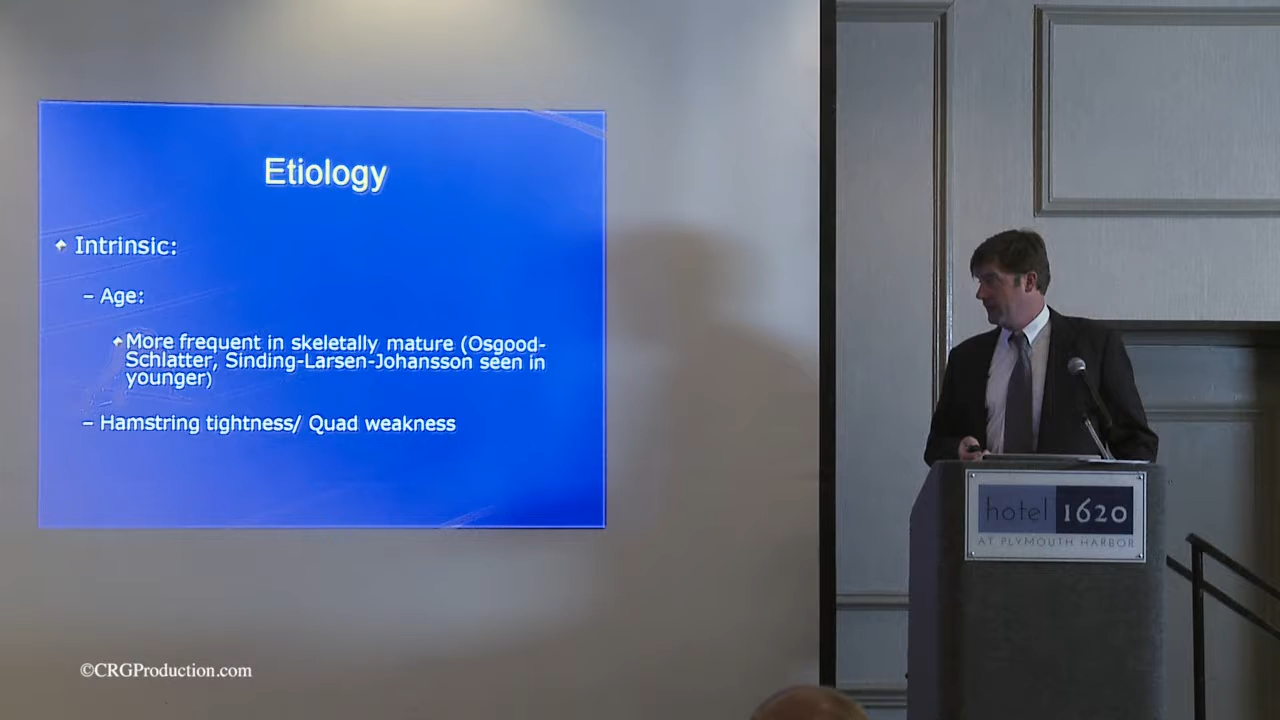 Etiology
Intrinsic:
– Age:
More frequent in skeletally mature (Osgood-
Schlatter, Sinding-Larsen-Johansson seen in
younger)
– Hamstring tightness/ Quad weakness
hotel 1620
AT PLYMOUTH HARBOR
©CRGProduction.com